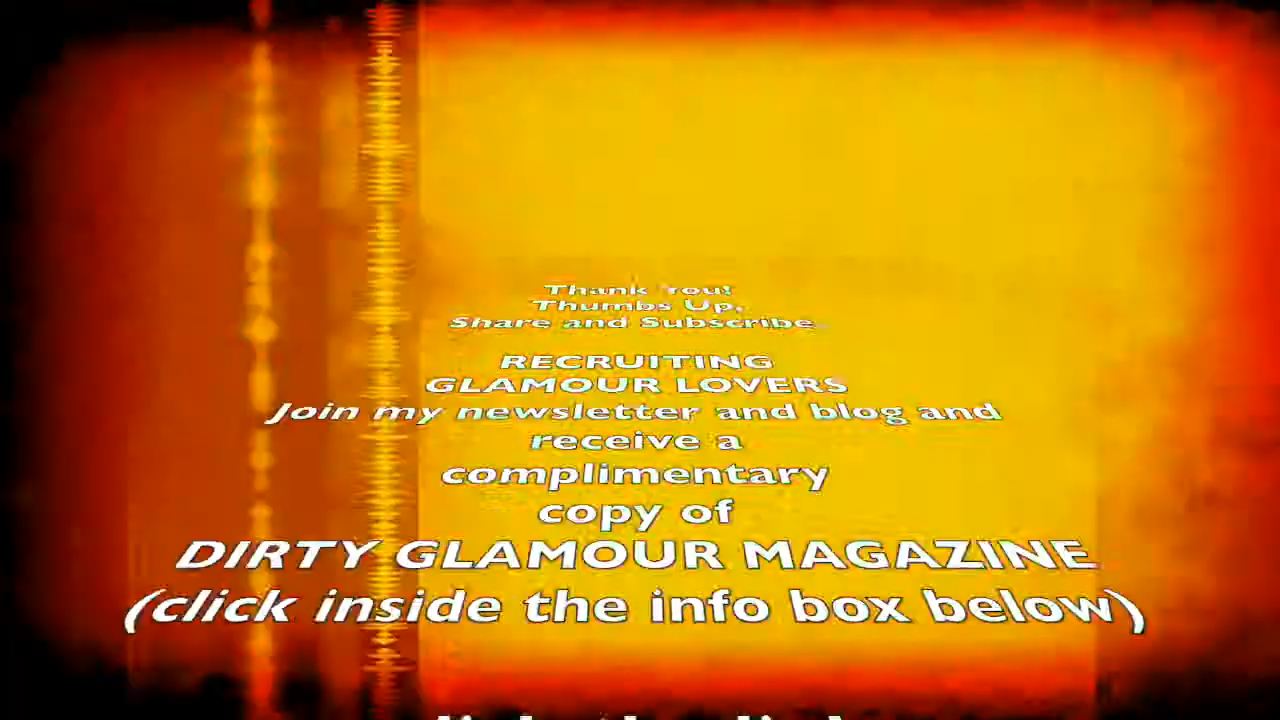 Thank You!
Thumbs Up,
Share and Subscribe.
RECRUITING
GLAMOUR LOVERS
Join my newsletter and blog and
receive a
complimentary
copy of
DIRTY GLAMOUR MAGAZINE
(click inside the info box below)